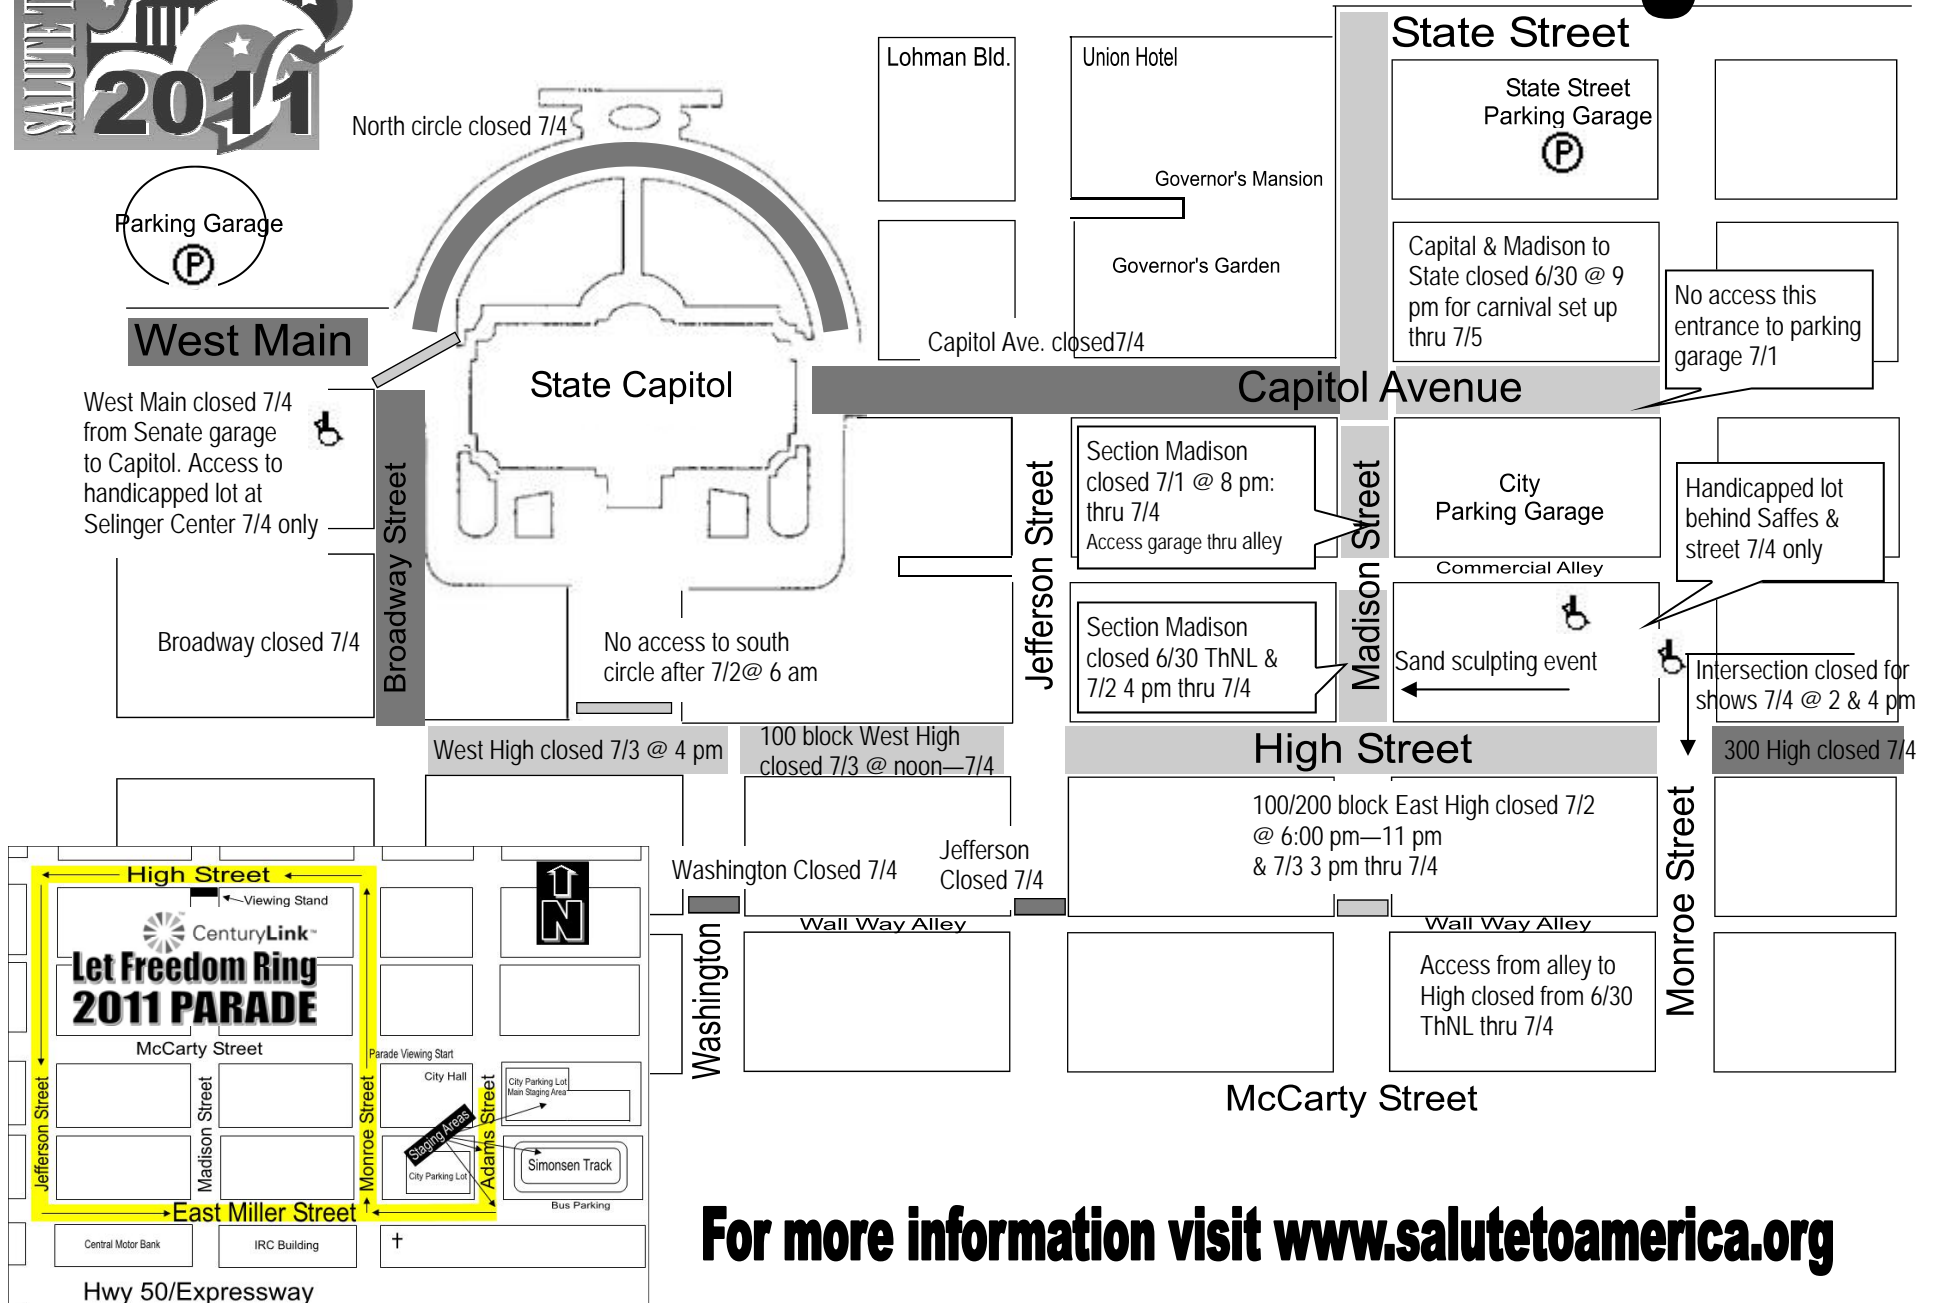 SALUTE T
2011
State Street
Lohman Bld.
Union Hotel
State Street
Parking Garage
P
North circle closed 7/4
Governor's Mansion
Parking Garage
P
Governor's Garden
Capital & Madison to
State closed 6/30 @ 9
pm for carnival set up
thru 7/5
No access this
entrance to parking
garage 7/1
West Main
Capitol Ave. closed7/4
State Capitol
Capitol Avenue
West Main closed 7/4
from Senate garage
to Capitol. Access to
handicapped lot at
Selinger Center 7/4 only
Broadway Street
Jefferson Street
Section Madison
closed 7/1 @ 8 pm:
thru 7/4
Access garage thru alley
Madison Street
City
Parking Garage
Handicapped lot
behind Saffes &
street 7/4 only
Commercial Alley
Broadway closed 7/4
No access to south
circle after 7/2@ 6 am
Section Madison
closed 6/30 ThNL &
7/2 4 pm thru 7/4
Sand sculpting event
Intersection closed for
shows 7/4 @ 2 & 4 pm
West High closed 7/3 @ 4 pm
100 block West High
closed 7/3 @ noon—7/4
High Street
300 High closed 7/4
100/200 block East High closed 7/2
@ 6:00 pm—11 pm
& 7/3 3 pm thru 7/4
Monroe Street
Washington Closed 7/4
Jefferson
Closed 7/4
Wall Way Alley
Wall Way Alley
Washington
Access from alley to
High closed from 6/30
ThNL thru 7/4
McCarty Street
High Street
Viewing Stand
CenturyLink™
Let Freedom Ring
2011 PARADE
N
McCarty Street
Parade Viewing Start
City Hall
City Parking Lot
Main Staging Area
Jefferson Street
Madison Street
Monroe Street
Adams Street
Staging Areas
City Parking Lot
Simonsen Track
Bus Parking
East Miller Street
Central Motor Bank
IRC Building
Hwy 50/Expressway
For more information visit www.salutetoamerica.org